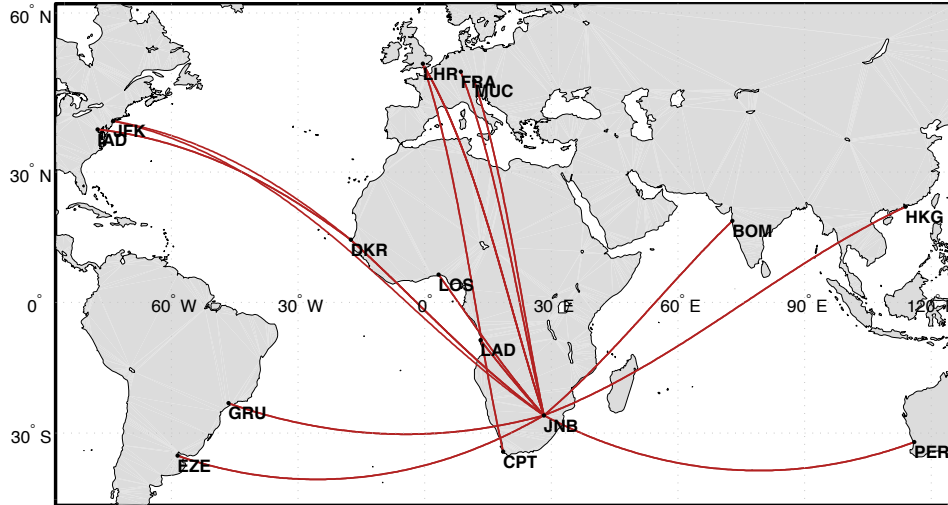 60° N
LHR
FRA
MUC
JFK
IAD
30° N
HKG
BOM
DKR
LOS
0
60° W
30° W
0
30° E
60° E
90° E
120
LAD
GRU
JNB
30° S
PER
EZE
CPT